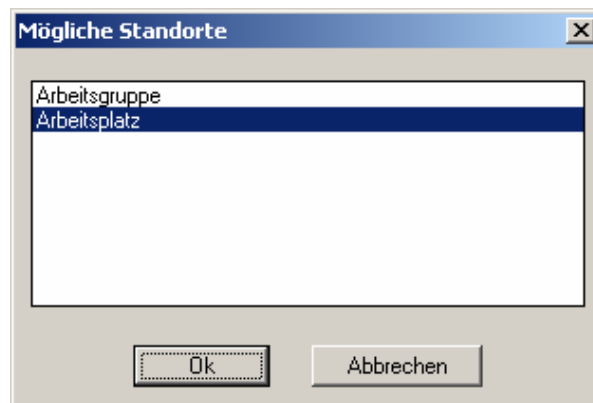 Mögliche Standorte
Arbeitsgruppe
Arbeitsplatz
Ok
Abbrechen